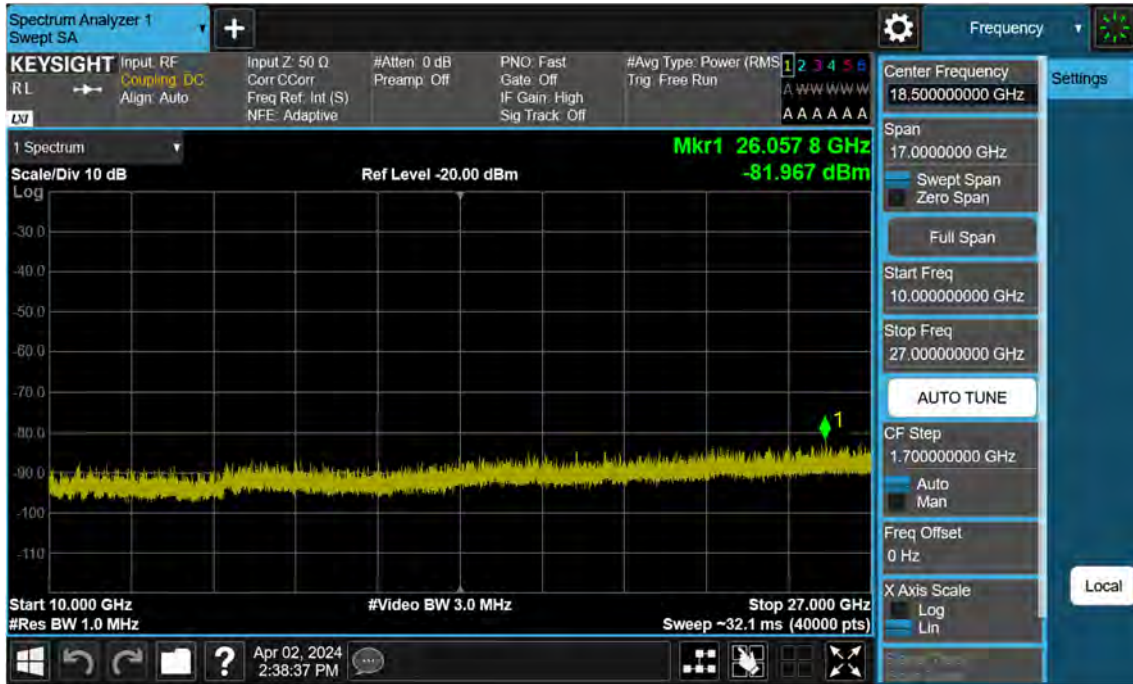 Spectrum Analyzer 1
Swept SA
Frequency
KEYSIGHT
RL
LXI
Input: RF
Coupling: DC
Align: Auto
Input Z: 50 Ω
Corr CCorr
Freq Ref: Int (S)
NFE: Adaptive
#Atten: 0 dB
Preamp: Off
PNO: Fast
Gate: Off
IF Gain: High
Sig Track: Off
#Avg Type: Power (RMS
Trig: Free Run
1 2 3 4 5 6
A W W W W W
A A A A A A
1 Spectrum
Scale/Div 10 dB
Ref Level -20.00 dBm
Mkr1 26.057 8 GHz
-81.967 dBm
Log
-30.0
-40.0
-50.0
-60.0
-70.0
-80.0
-90.0
-100
-110
1
Start 10.000 GHz
#Video BW 3.0 MHz
Stop 27.000 GHz
#Res BW 1.0 MHz
Sweep ~32.1 ms (40000 pts)
Center Frequency
18.500000000 GHz
Settings
Span
17.0000000 GHz
Swept Span
Zero Span
Full Span
Start Freq
10.000000000 GHz
Stop Freq
27.000000000 GHz
AUTO TUNE
CF Step
1.700000000 GHz
Auto
Man
Freq Offset
0 Hz
X Axis Scale
Log
Lin
Local
Apr 02, 2024
2:38:37 PM